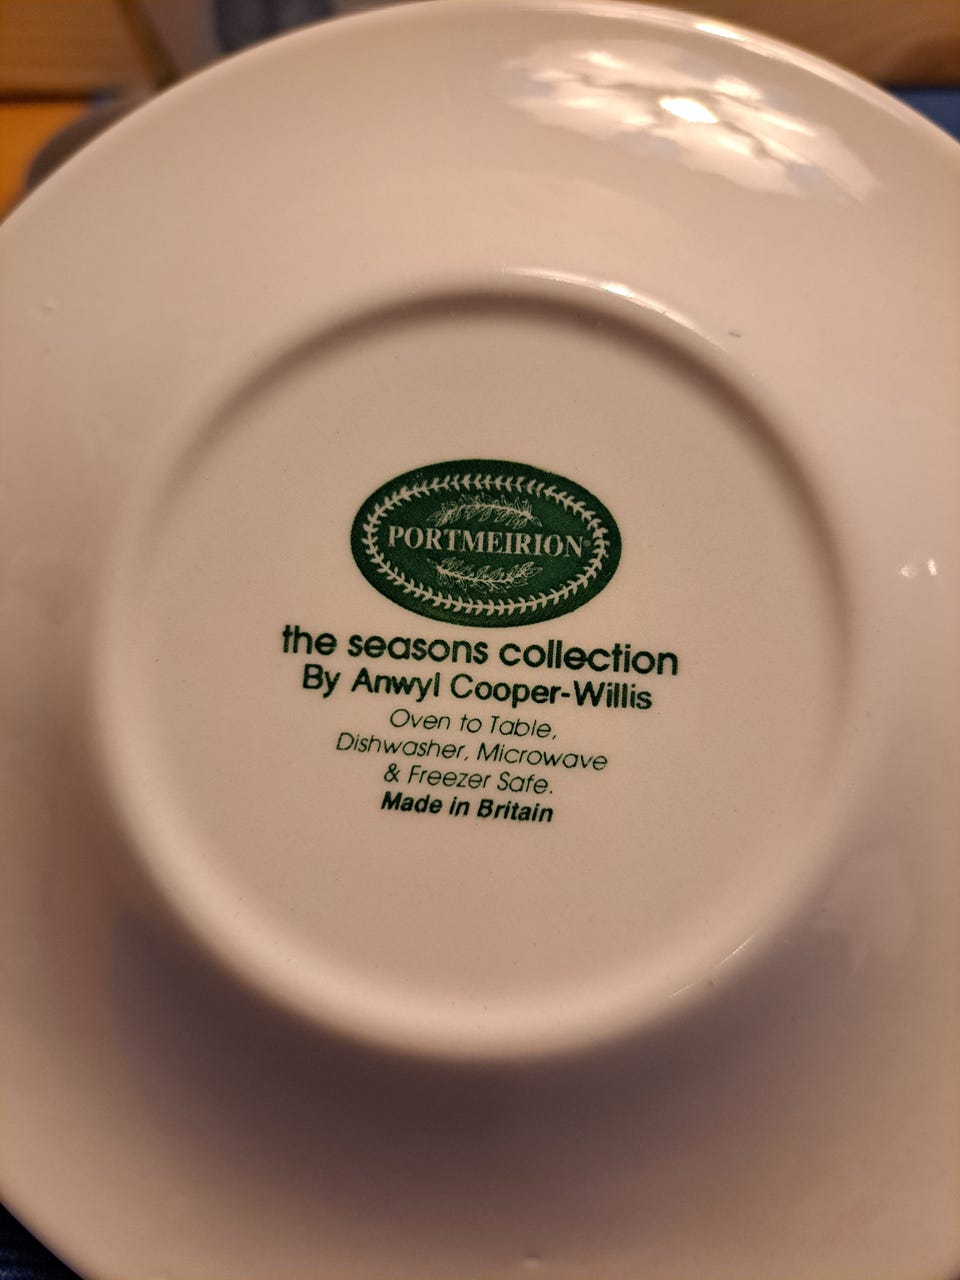 PORTMEIRION®
the seasons collection
By Anwyl Cooper-Willis
Oven to Table,
Dishwasher, Microwave
& Freezer Safe.
Made in Britain